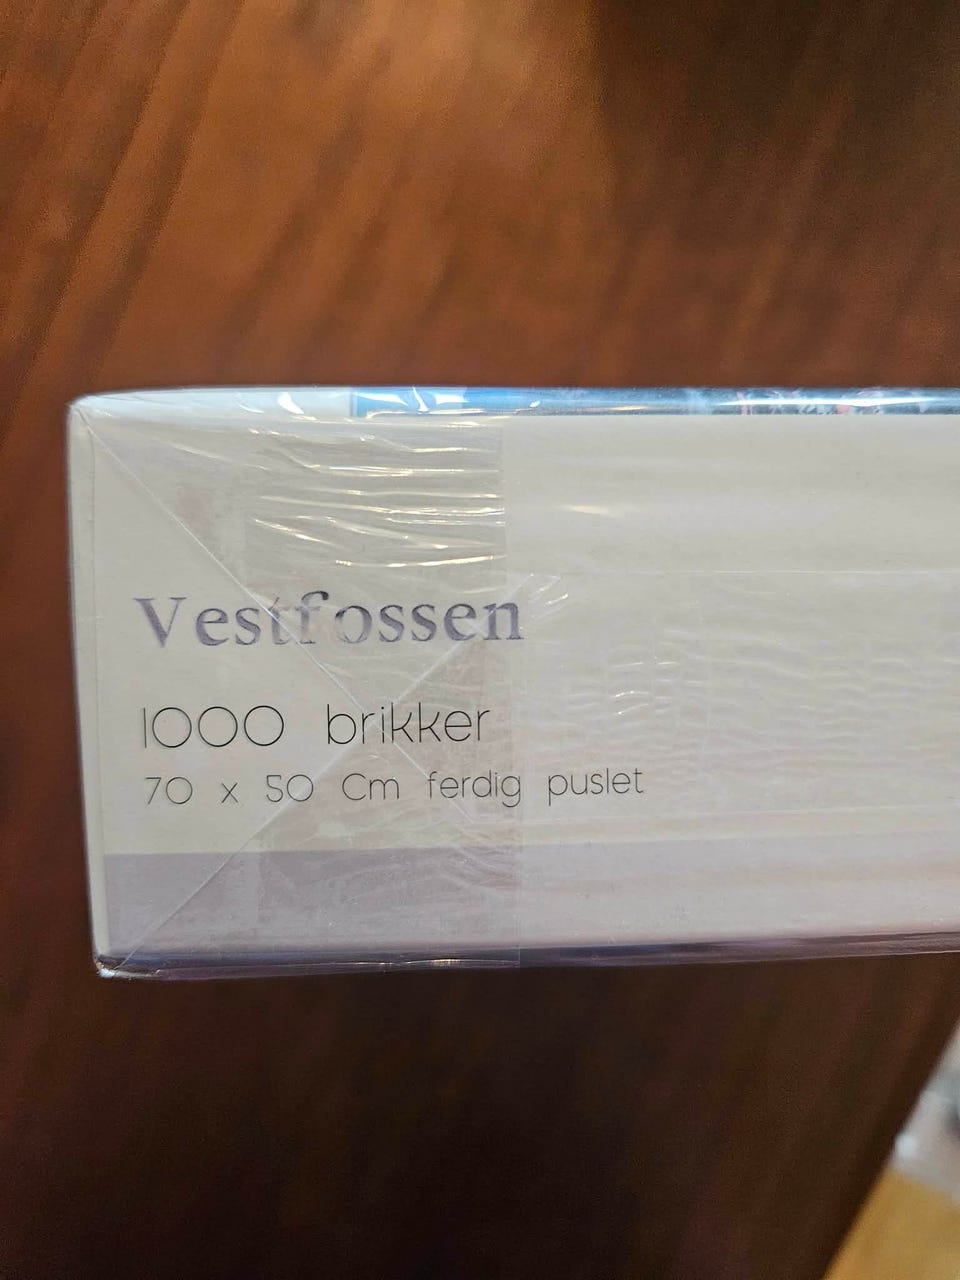 Vestfossen
1000 brikker
70 x 50 Cm ferdig puslet